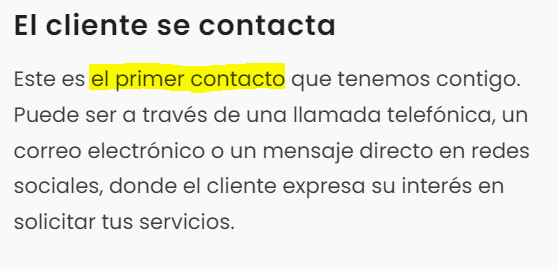 El cliente se contacta
Este es el primer contacto que tenemos contigo.
Puede ser a través de una llamada telefónica, un
correo electrónico o un mensaje directo en redes
sociales, donde el cliente expresa su interés en
solicitar tus servicios.